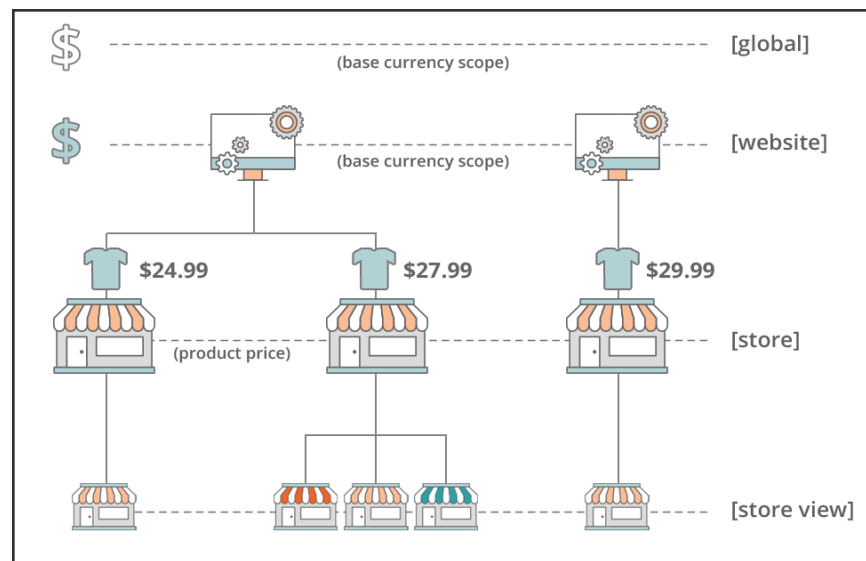 [global]
(base currency scope)
[website]
(base currency scope)
$24.99
$27.99
$29.99
[store]
(product price)
[store view]